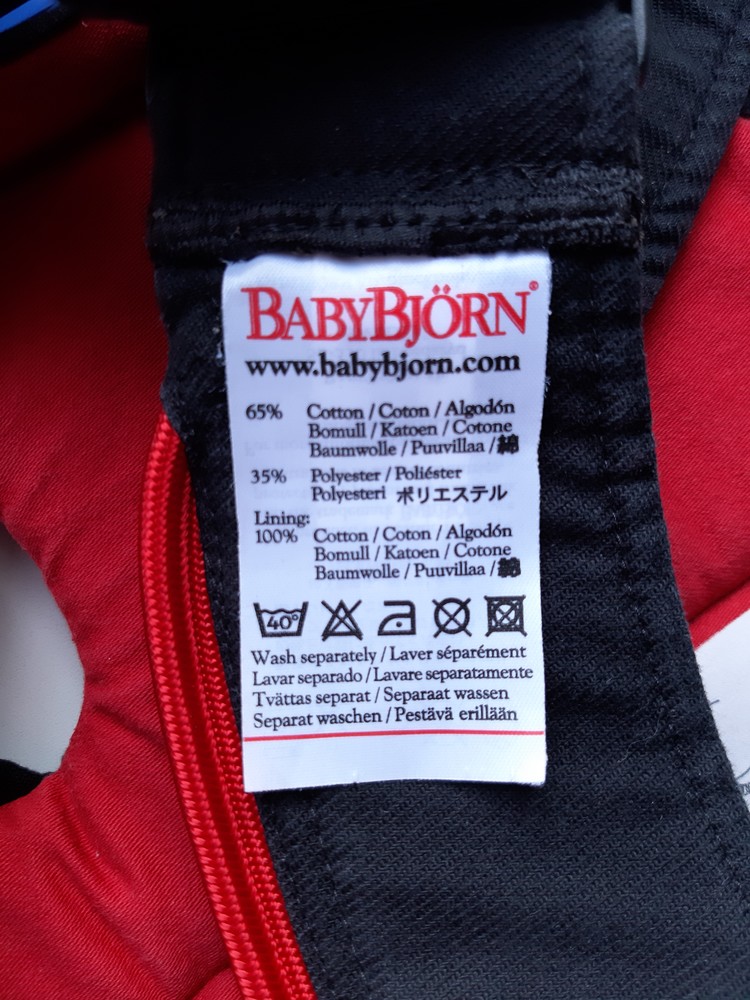 BABYBJÖRN®
www.babybjorn.com
65% Cotton / Coton / Algodón
Bomull / Katoen / Cotone
Baumwolle / Puuvillaa / 綿
35% Polyester / Poliéster
Polyesteri ポリエステル
Lining:
100% Cotton / Coton / Algodón
Bomull / Katoen / Cotone
Baumwolle / Puuvillaa / 綿
40°
Wash separately / Laver séparément
Lavar separado / Lavare separatamente
Tvättas separat / Separaat wassen
Separat waschen / Pestävä erillään